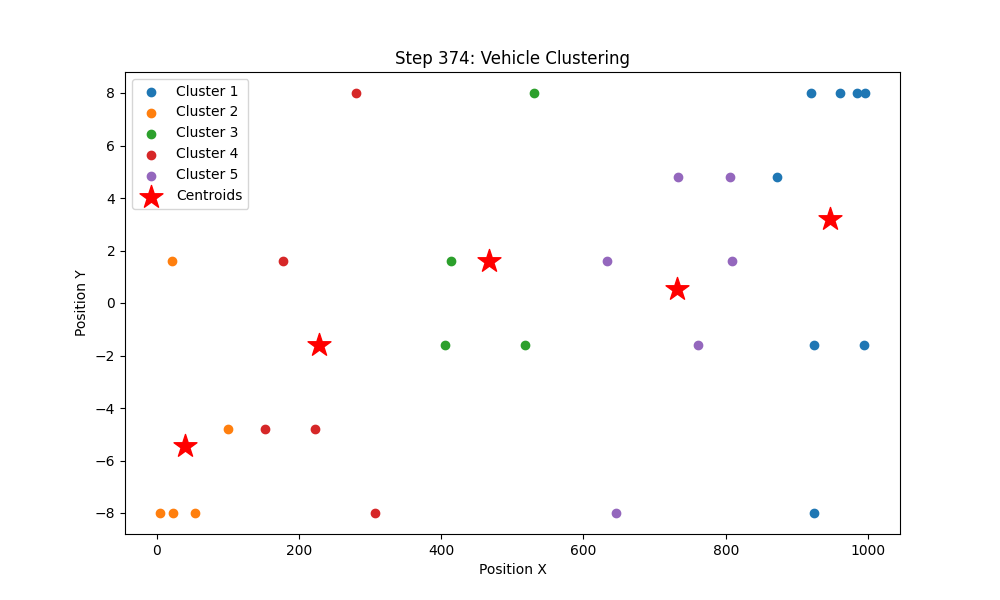 Step 374: Vehicle Clustering
Cluster 1
Cluster 2
Cluster 3
Cluster 4
Cluster 5
Centroids
Position Y
8
6
4
2
0
−2
−4
−6
−8
0 200 400 600 800 1000
Position X